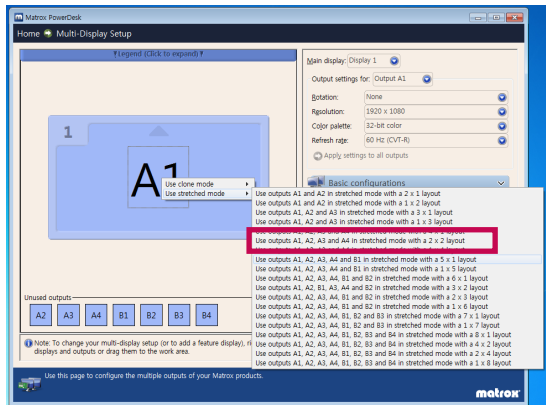 Matrox PowerDesk
Home Multi-Display Setup
Legend (Click to expand)
1
A1
Use clone mode
Use stretched mode
Unused outputs
A2 A3 A4 B1 B2 B3 B4
Note: To change your multi-display setup (or to add a feature display), ri
displays and outputs or drag them to the work area.
Main display: Display 1
Output settings for: Output A1
Rotation: None
Resolution: 1920 x 1080
Color palette: 32-bit color
Refresh rate: 60 Hz (CVT-R)
Apply settings to all outputs
Basic configurations
Use outputs A1 and A2 in stretched mode with a 2 x 1 layout
Use outputs A1 and A2 in stretched mode with a 1 x 2 layout
Use outputs A1, A2 and A3 in stretched mode with a 3 x 1 layout
Use outputs A1, A2 and A3 in stretched mode with a 1 x 3 layout
Use outputs A1, A2, A3 and A4 in stretched mode with a 2 x 2 layout
Use outputs A1, A2, A3, A4 and B1 in stretched mode with a 5 x 1 layout
Use outputs A1, A2, A3, A4 and B1 in stretched mode with a 1 x 5 layout
Use outputs A1, A2, A3, A4, B1 and B2 in stretched mode with a 6 x 1 layout
Use outputs A1, A2, B1, A3, A4 and B2 in stretched mode with a 3 x 2 layout
Use outputs A1, A2, A3, A4, B1 and B2 in stretched mode with a 2 x 3 layout
Use outputs A1, A2, A3, A4, B1 and B2 in stretched mode with a 1 x 6 layout
Use outputs A1, A2, A3, A4, B1, B2 and B3 in stretched mode with a 7 x 1 layout
Use outputs A1, A2, A3, A4, B1, B2 and B3 in stretched mode with a 1 x 7 layout
Use outputs A1, A2, A3, A4, B1, B2, B3 and B4 in stretched mode with a 8 x 1 layout
Use outputs A1, A2, A3, A4, B1, B2, B3 and B4 in stretched mode with a 4 x 2 layout
Use outputs A1, A2, A3, A4, B1, B2, B3 and B4 in stretched mode with a 2 x 4 layout
Use outputs A1, A2, A3, A4, B1, B2, B3 and B4 in stretched mode with a 1 x 8 layout
Use this page to configure the multiple outputs of your Matrox products.
matrox